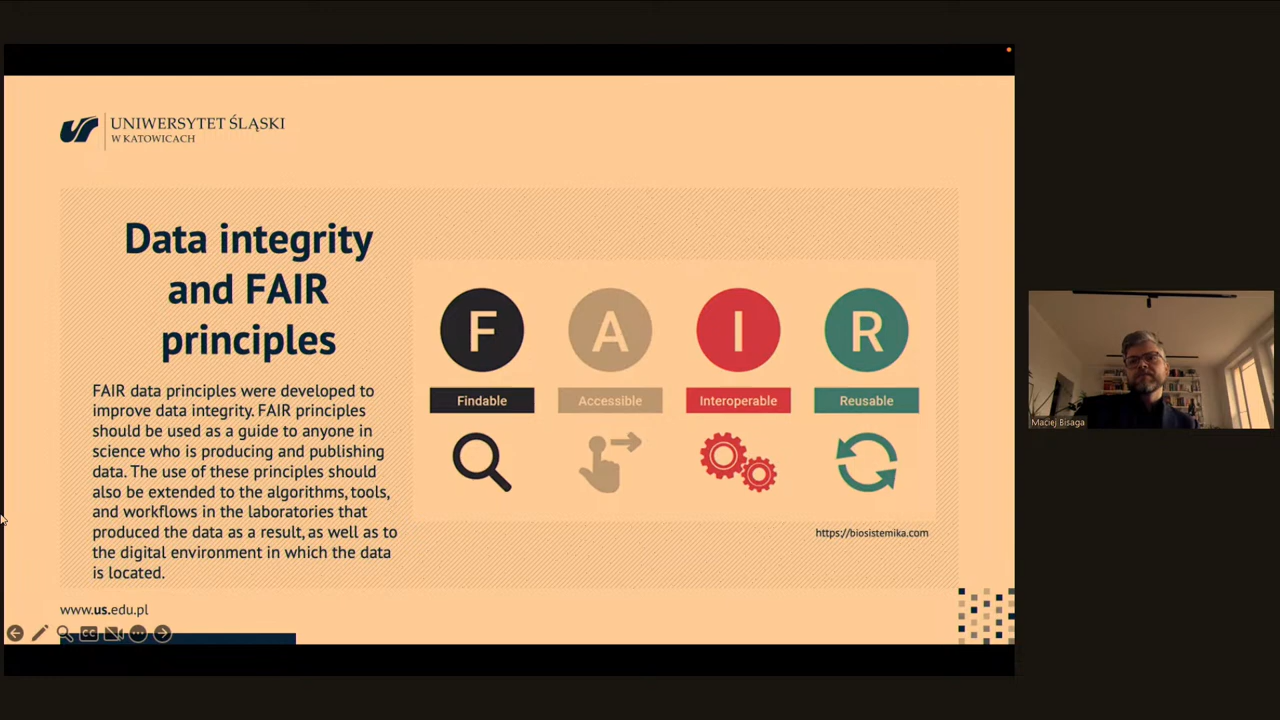 UNIWERSYTET ŚLĄSKI
W KATOWICACH
Data integrity
and FAIR
principles
FAIR data principles were developed to
improve data integrity. FAIR principles
should be used as a guide to anyone in
science who is producing and publishing
data. The use of these principles should
also be extended to the algorithms, tools,
and workflows in the laboratories that
produced the data as a result, as well as to
the digital environment in which the data
is located.
F A I R
Findable Accessible Interoperable Reusable
https://biosistemika.com
www.us.edu.pl
CC
Maciej Bisaga